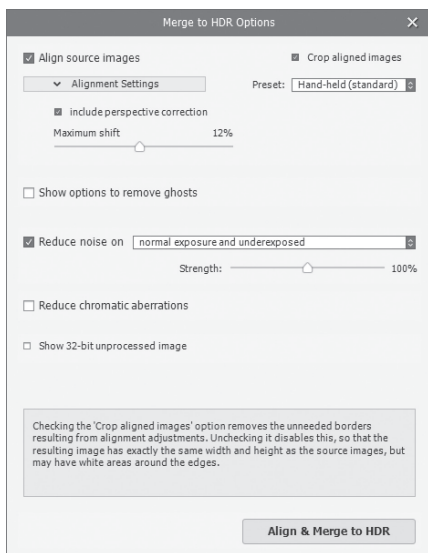 Merge to HDR Options
Align source images
Crop aligned images
Alignment Settings
Preset: Hand-held (standard)
include perspective correction
Maximum shift 12%
Show options to remove ghosts
Reduce noise on normal exposure and underexposed
Strength: 100%
Reduce chromatic aberrations
Show 32-bit unprocessed image
Checking the 'Crop aligned images' option removes the unneeded borders
resulting from alignment adjustments. Unchecking it disables this, so that the
resulting image has exactly the same width and height as the source images, but
may have white areas around the edges.
Align & Merge to HDR